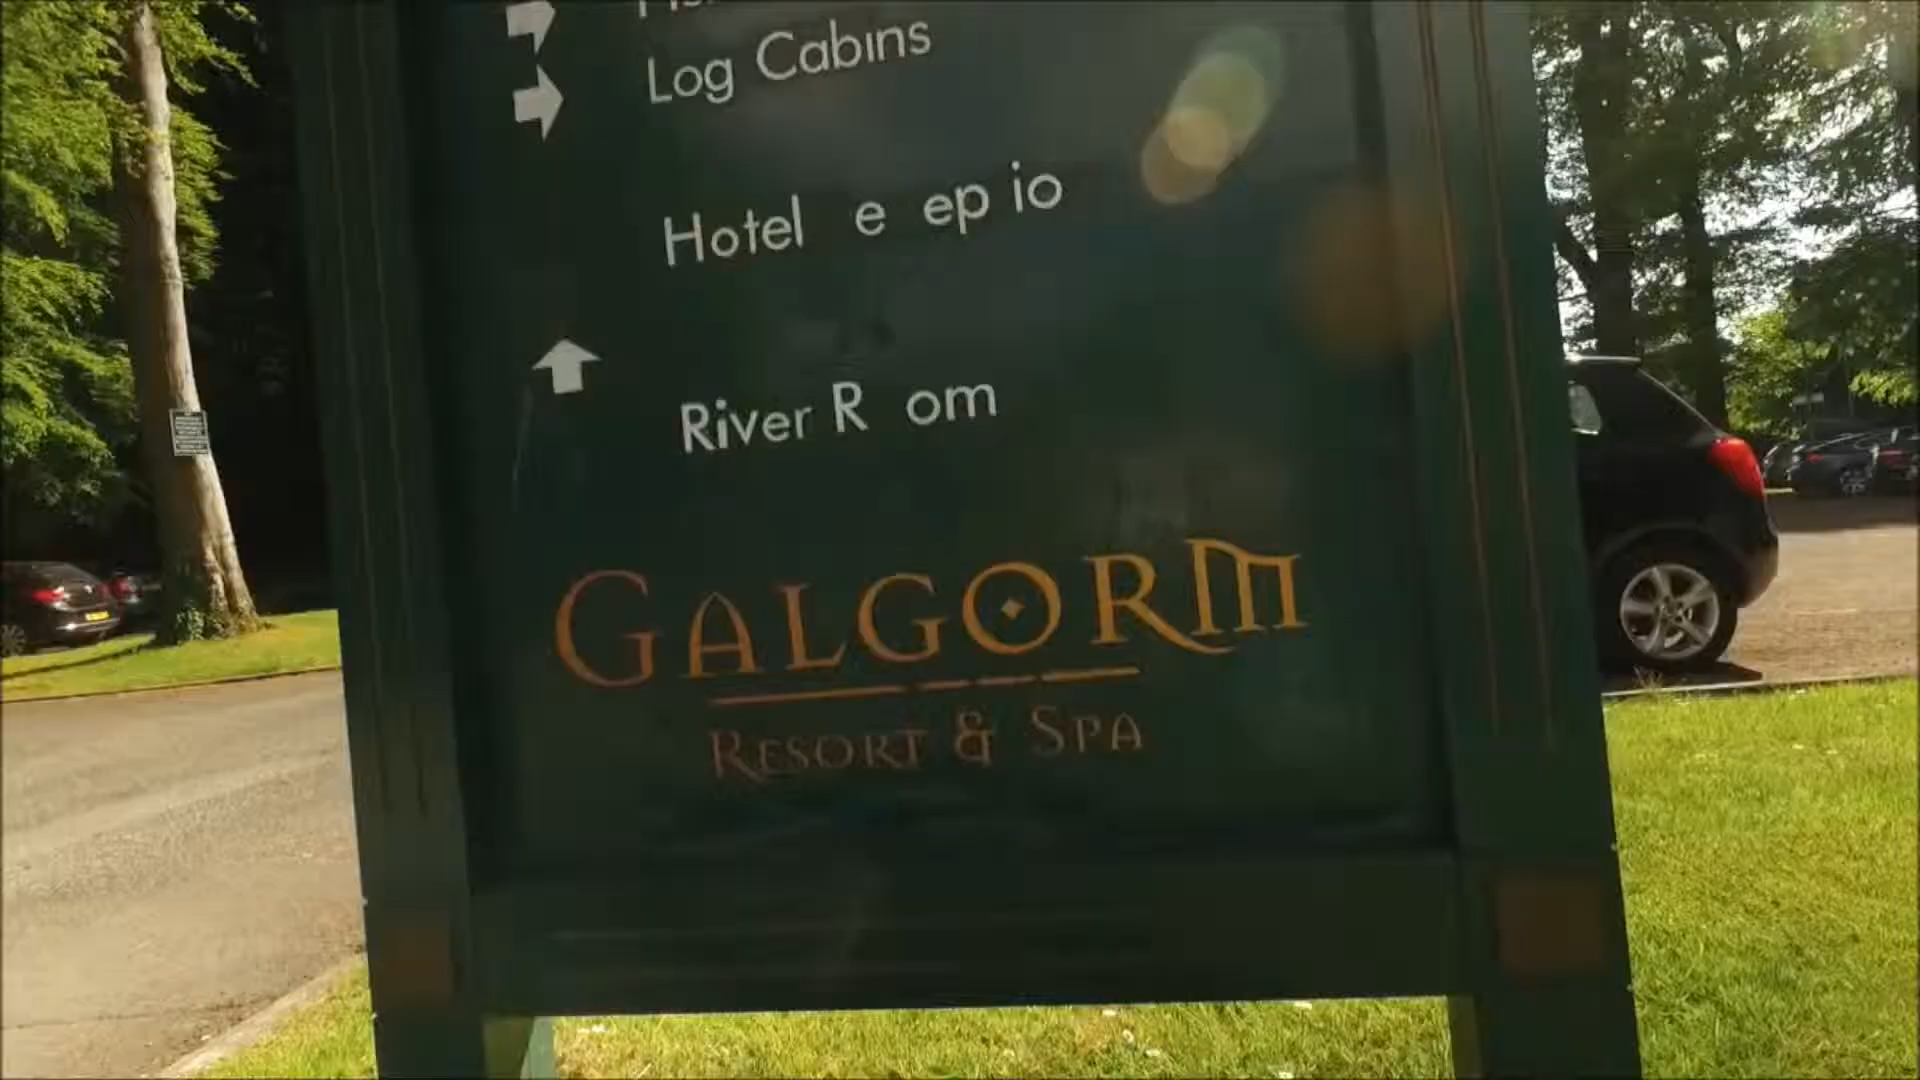 Log Cabins
Hotel e ep io
River R om
GALGORM
RESORT & SPA